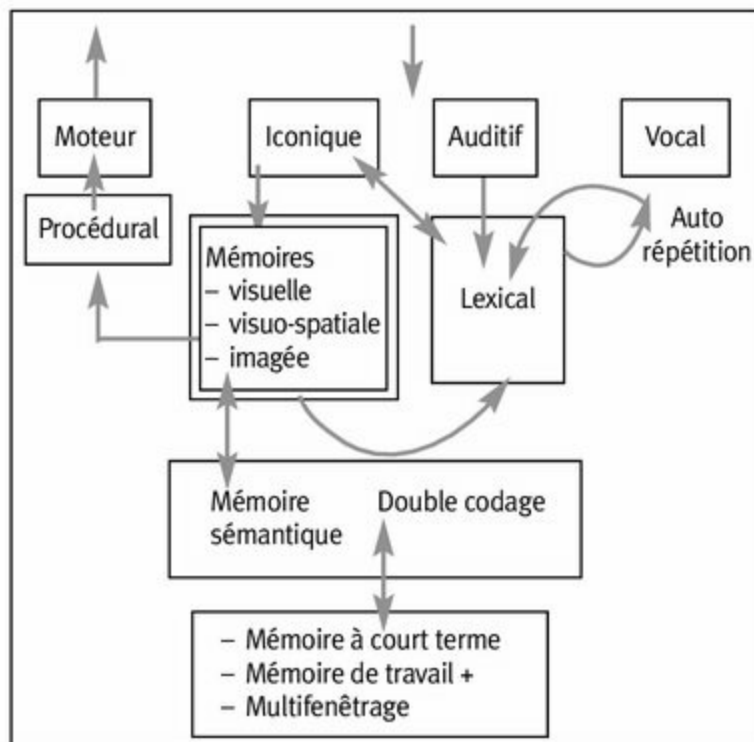 Moteur
Iconique
Auditif
Vocal
Procédural
Auto
répétition
Mémoires
– visuelle
– visuo-spatiale
– imagée
Lexical
Mémoire
sémantique
Double codage
– Mémoire à court terme
– Mémoire de travail +
– Multifenêtrage